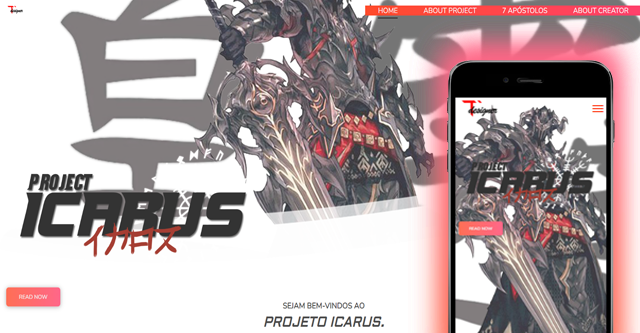 HOME
ABOUT PROJECT
7 APÓSTOLOS
ABOUT CREATOR
PROJECT
ICARUS
イカロス
READ NOW
SEJAM BEM-VINDOS AO
PROJETO ICARUS.
PROJECT
ICARUS
イカロス
READ NOW